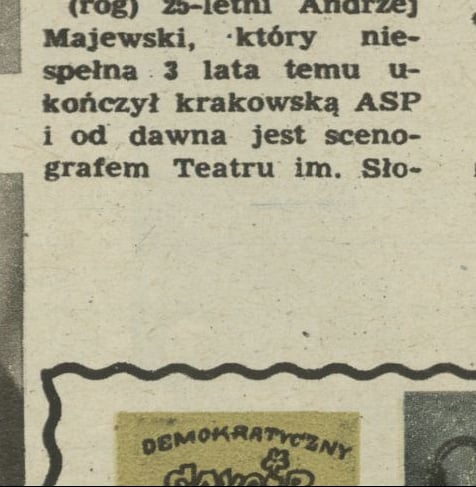 (róg) 25-letni Andrzej
Majewski, który nie-
spełna 3 lata temu u-
kończył krakowską ASP
i od dawna jest sceno-
grafem Teatru im. Sło-
DEMOKRATYCZNY